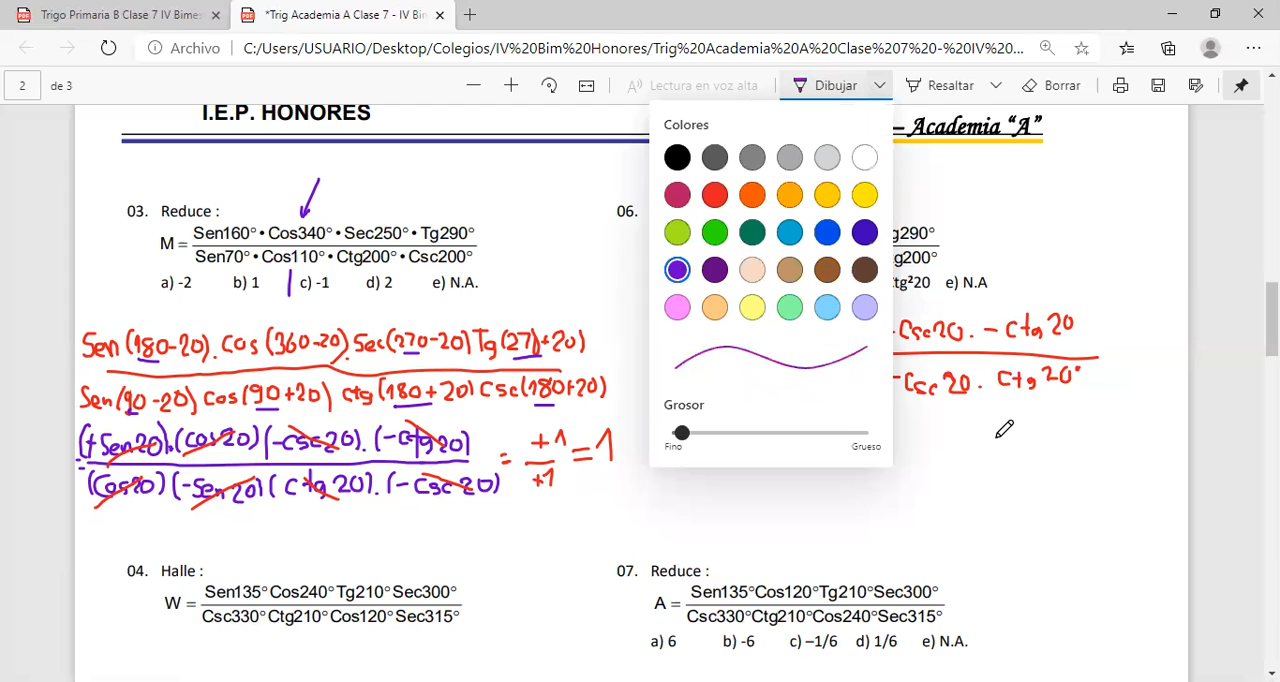 Trigo Primaria B Clase 7 IV Bimes
*Trig Academia A Clase 7 - IV Bin
Archivo
C:/Users/USUARIO/Desktop/Colegios/IV%20Bim%20Honores/Trig%20Academia%20A%20Clase%207%20-%20IV%20...
2 de 3
Lectura en voz alta
Dibujar
Resaltar
Borrar
I.E.P. HONORES
– Academia “A”
Colores
Grosor
Fino
Grueso
03. Reduce :
M = Sen160° • Cos340° • Sec250° • Tg290°
Sen70° • Cos110° • Ctg200° • Csc200°
a) -2 b) 1 c) -1 d) 2 e) N.A.
Sen(180-20). Cos(360-20).Sec(270-20)Tg(27)+20)
Sen(90-20) cos(90+20) ctg(180+20) Csc(180+20)
(+Sen20).(cos20)(-csc20).(-ctg20)
(Cos20)(-Sen20)(Ctg20).(-Csc20)
= +1 = 1
+1
04. Halle :
W = Sen135°Cos240°Tg210°Sec300°
Csc330°Ctg210°Cos120°Sec315°
06.
g290°
g200°
tg²20 e) N.A
Csc20. -Ctg20
-Csc20. Ctg20°
07. Reduce :
A = Sen135°Cos120°Tg210°Sec300°
Csc330°Ctg210°Cos240°Sec315°
a) 6 b) -6 c) –1/6 d) 1/6 e) N.A.